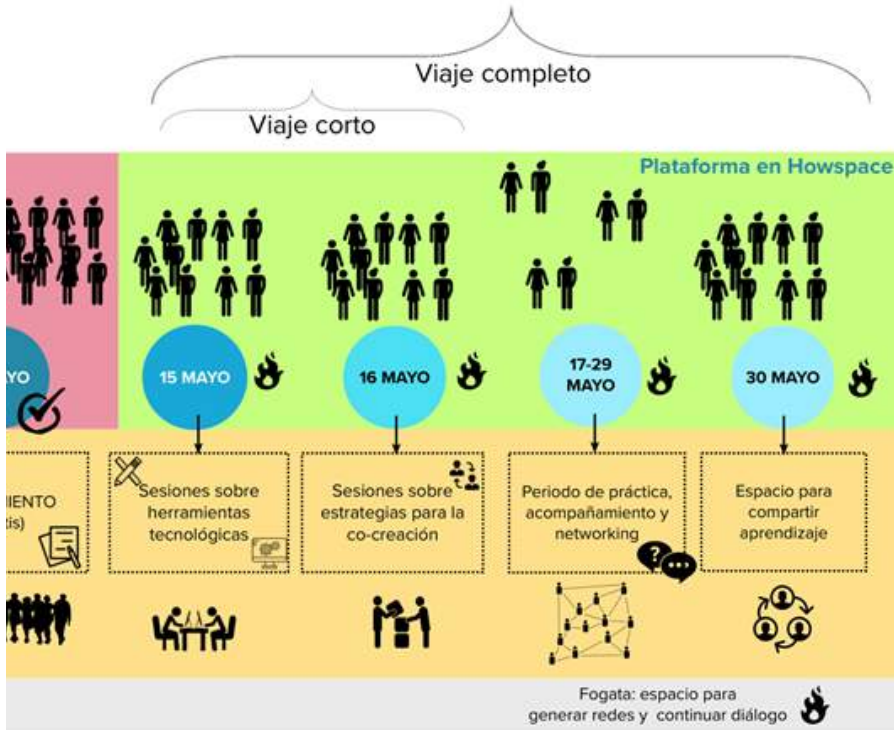 Viaje completo
Viaje corto
Plataforma en Howspace
15 MAYO
16 MAYO
17-29
MAYO
30 MAYO
Sesiones sobre
herramientas
tecnológicas
Sesiones sobre
estrategias para la
co-creación
Periodo de práctica,
acompañamiento y
networking
Espacio para
compartir
aprendizaje
Fogata: espacio para
generar redes y continuar diálogo